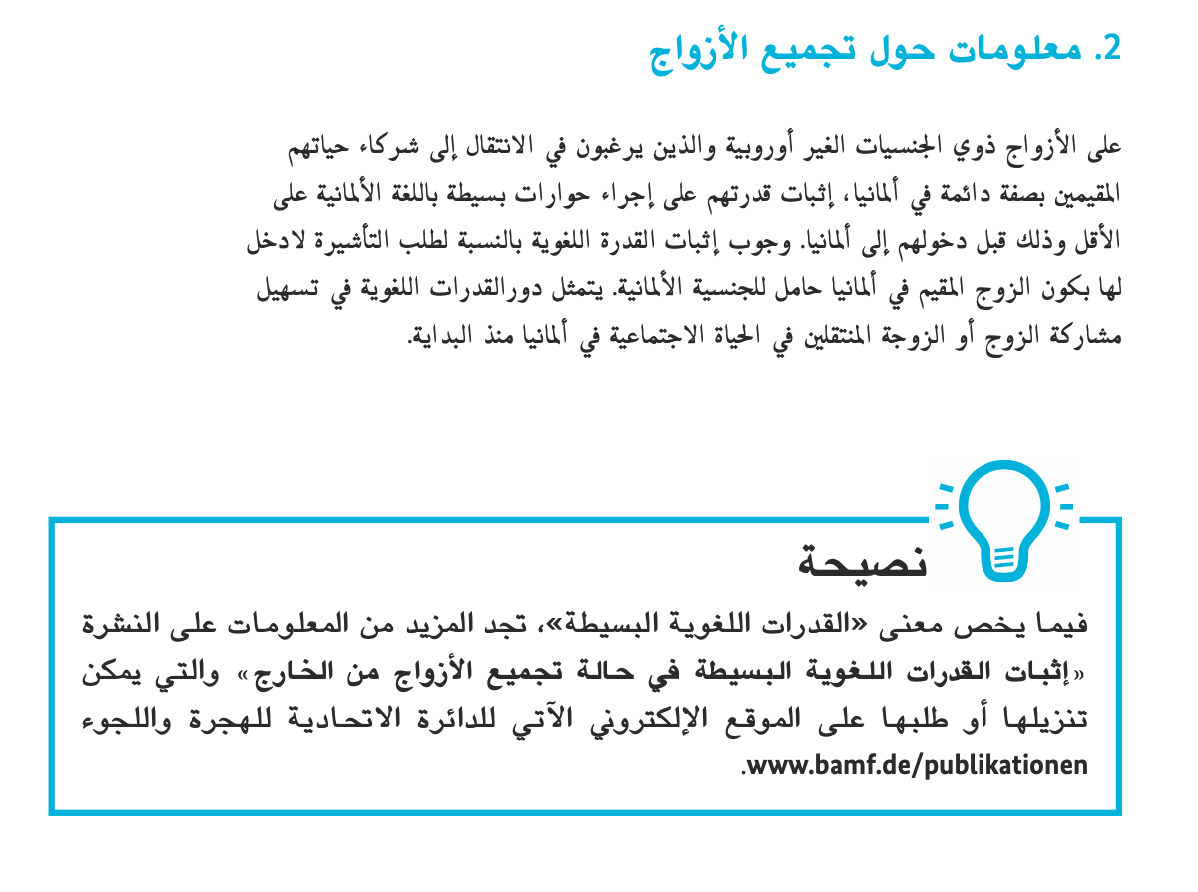 2. معلومات حول تجميع الأزواج
على الأزواج ذوي الجنسيات الغير أوروبية والذين يرغبون في الانتقال إلى شركاء حياتهم
المقيمين بصفة دائمة في ألمانيا، إثبات قدرتهم على إجراء حوارات بسيطة باللغة الألمانية على
الأقل وذلك قبل دخولهم إلى ألمانيا. وجوب إثبات القدرة اللغوية بالنسبة لطلب التأشيرة لادخل
لها بكون الزوج المقيم في ألمانيا حامل للجنسية الألمانية. يتمثل دورالقدرات اللغوية في تسهيل
مشاركة الزوج أو الزوجة المنتقلين في الحياة الاجتماعية في ألمانيا منذ البداية.
نصيحة
فيما يخص معنى «القدرات اللغوية البسيطة»، تجد المزيد من المعلومات على النشرة
«إثبات القدرات اللغوية البسيطة في حالة تجميع الأزواج من الخارج» والتي يمكن
تنزيلها أو طلبها على الموقع الإلكتروني الآتي للدائرة الاتحادية للهجرة واللجوء
www.bamf.de/publikationen.